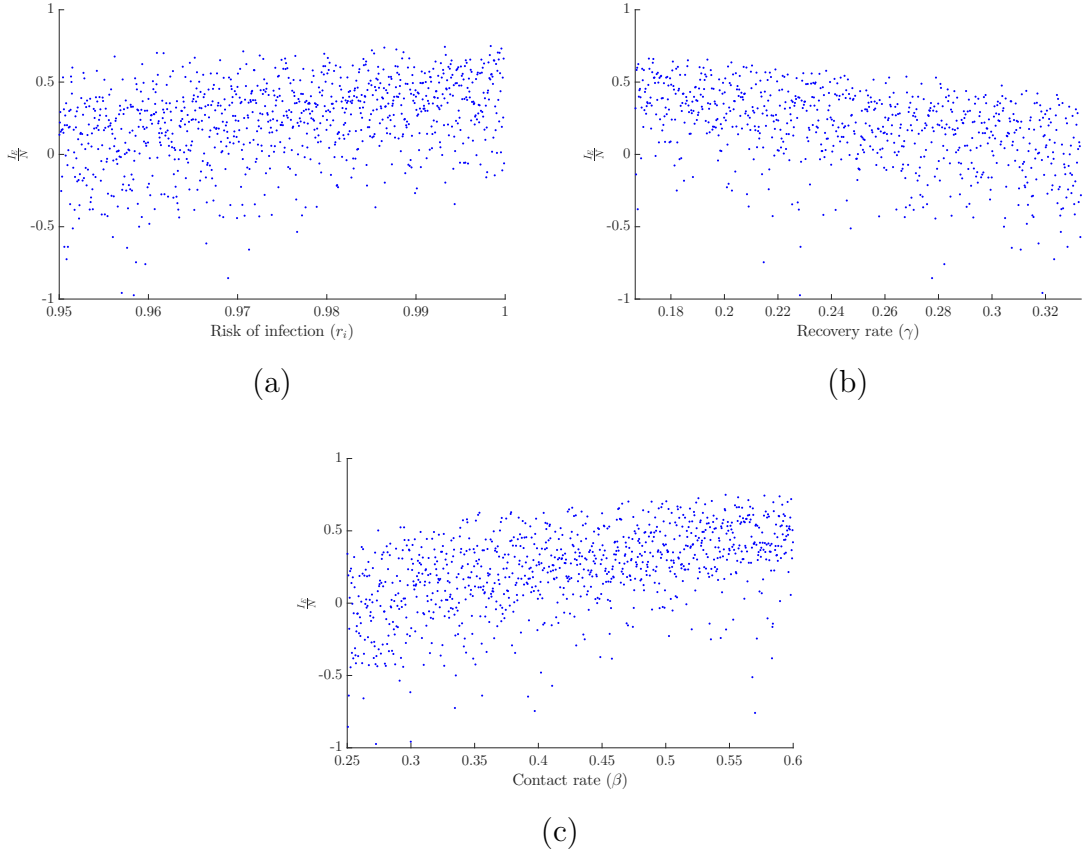 1
0.5
0
-0.5
-1
I_E/N
0.95 0.96 0.97 0.98 0.99 1
Risk of infection (r_i)
(a)
1
0.5
0
-0.5
-1
I_E/N
0.18 0.2 0.22 0.24 0.26 0.28 0.3 0.32
Recovery rate (γ)
(b)
1
0.5
0
-0.5
-1
I_E/N
0.25 0.3 0.35 0.4 0.45 0.5 0.55 0.6
Contact rate (β)
(c)